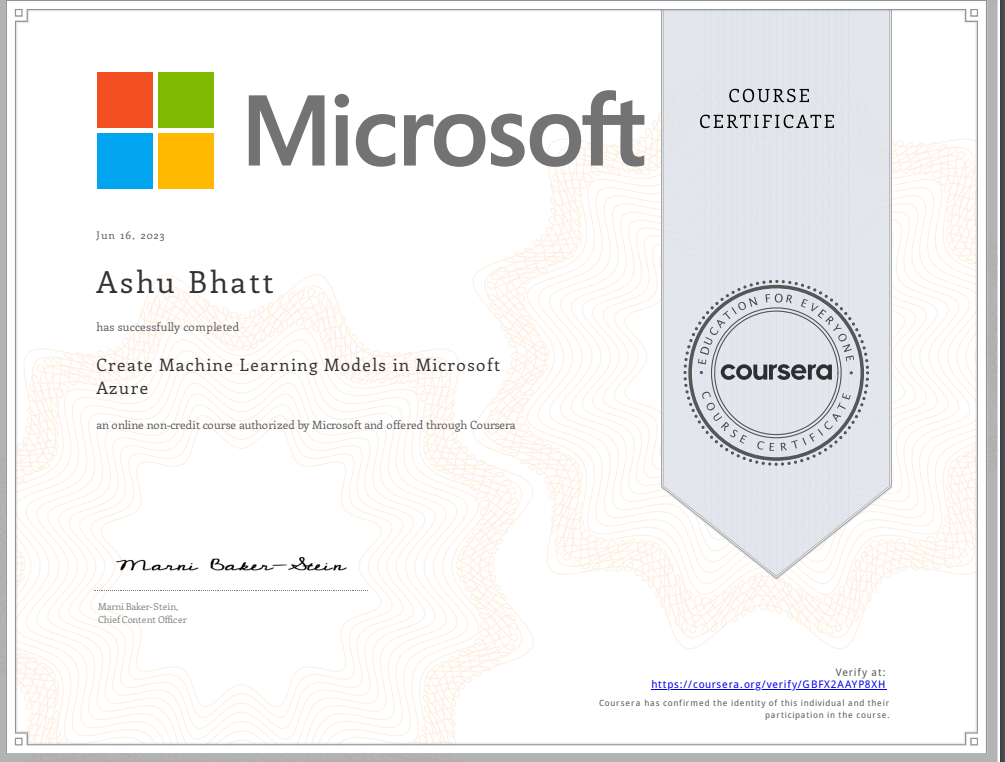 Microsoft
COURSE
CERTIFICATE
Jun 16, 2023
Ashu Bhatt
has successfully completed
Create Machine Learning Models in Microsoft
Azure
an online non-credit course authorized by Microsoft and offered through Coursera
EDUCATION FOR EVERYONE
coursera
COURSE CERTIFICATE
Marni Baker-Stein
Marni Baker-Stein,
Chief Content Officer
Verify at:
https://coursera.org/verify/GBFX2AAYP8XH
Coursera has confirmed the identity of this individual and their
participation in the course.